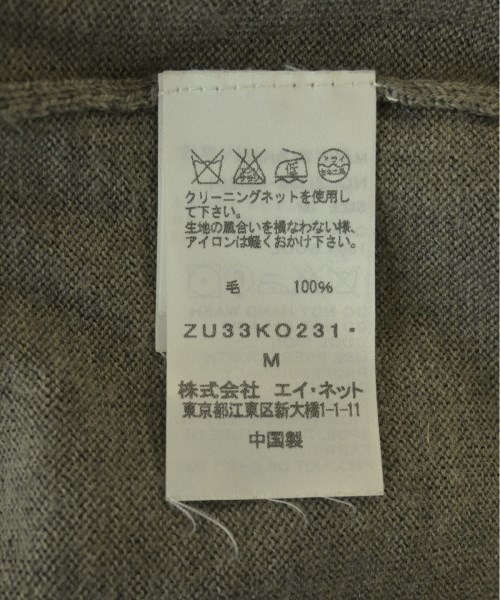 クリーニングネットを使用し
て下さい。
生地の風合いを損なわない様、
アイロンは軽くおかけ下さい。
毛 100%
ZU33KO231・
M
株式会社 エイ・ネット
東京都江東区新大橋1-1-11
中国製